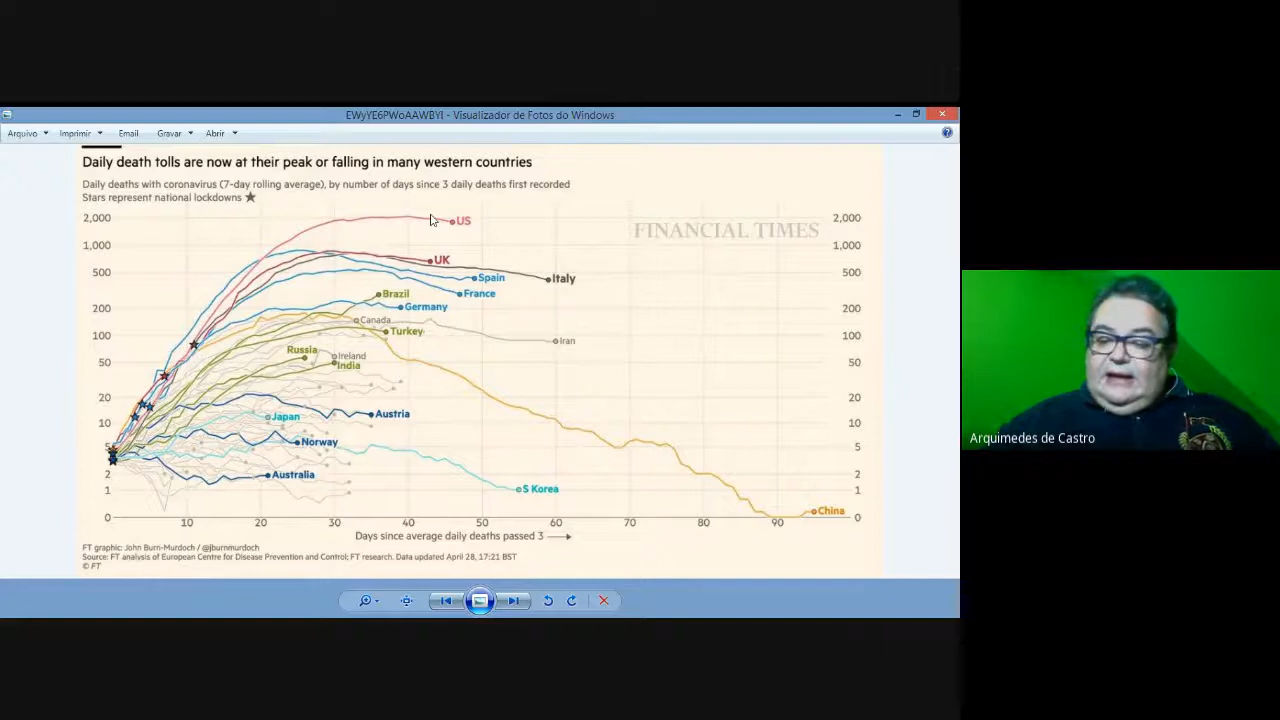 EWyYE6PWoAAWBYI - Visualizador de Fotos do Windows
Arquivo Imprimir Email Gravar Abrir
Daily death tolls are now at their peak or falling in many western countries
Daily deaths with coronavirus (7-day rolling average), by number of days since 3 daily deaths first recorded
Stars represent national lockdowns ★
FINANCIAL TIMES
2,000 2,000
1,000 1,000
500 500
200 200
100 100
50 50
20 20
10 10
5 5
2 2
1 1
0 0
US
UK
Spain
Italy
France
Brazil
Germany
Canada
Turkey
Iran
Russia
Ireland
India
Austria
Japan
Norway
Australia
S Korea
China
10 20 30 40 50 60 70 80 90
Days since average daily deaths passed 3
FT graphic: John Burn-Murdoch / @jburnmurdoch
Source: FT analysis of European Centre for Disease Prevention and Control; FT research. Data updated April 28, 17:21 BST
© FT
Arquimedes de Castro